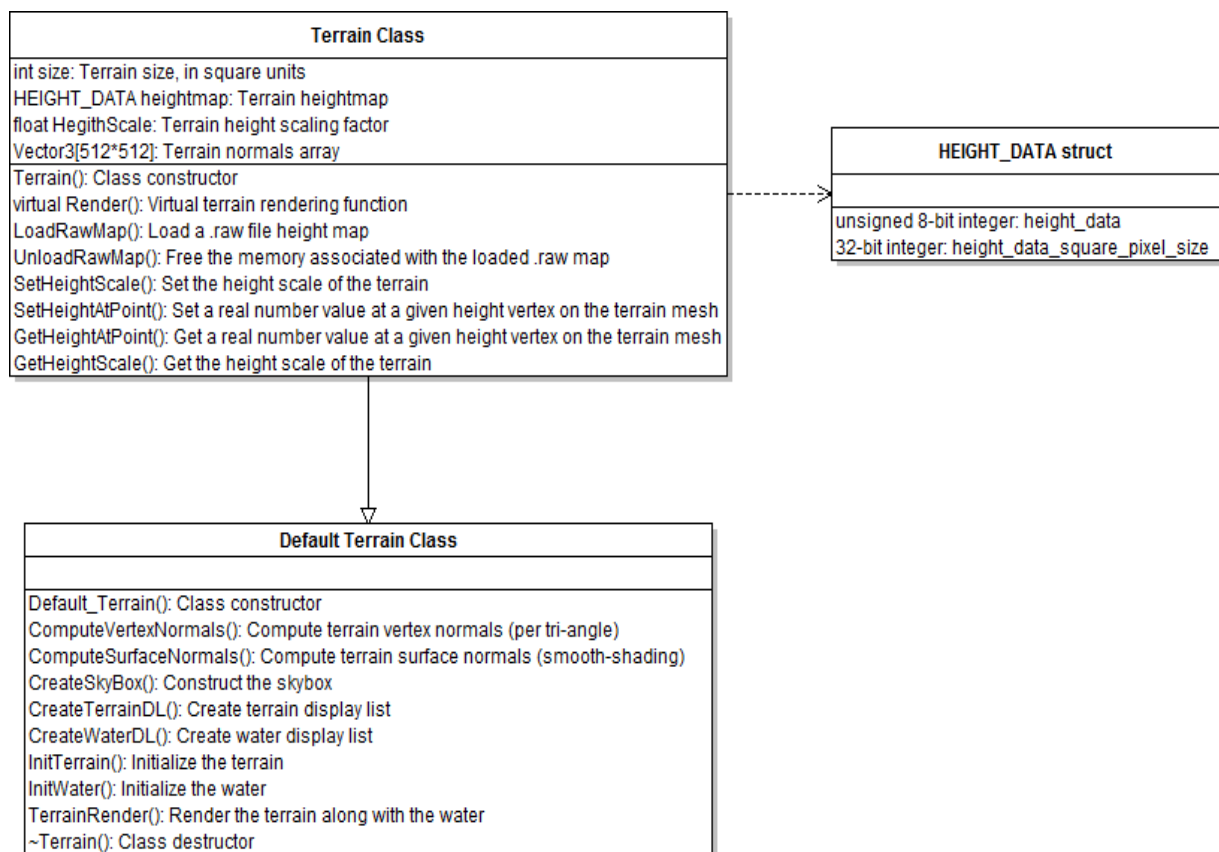 Terrain Class
int size: Terrain size, in square units
HEIGHT_DATA heightmap: Terrain heightmap
float HegithScale: Terrain height scaling factor
Vector3[512*512]: Terrain normals array
Terrain(): Class constructor
virtual Render(): Virtual terrain rendering function
LoadRawMap(): Load a .raw file height map
UnloadRawMap(): Free the memory associated with the loaded .raw map
SetHeightScale(): Set the height scale of the terrain
SetHeightAtPoint(): Set a real number value at a given height vertex on the terrain mesh
GetHeightAtPoint(): Get a real number value at a given height vertex on the terrain mesh
GetHeightScale(): Get the height scale of the terrain
HEIGHT_DATA struct
unsigned 8-bit integer: height_data
32-bit integer: height_data_square_pixel_size
Default Terrain Class
Default_Terrain(): Class constructor
ComputeVertexNormals(): Compute terrain vertex normals (per tri-angle)
ComputeSurfaceNormals(): Compute terrain surface normals (smooth-shading)
CreateSkyBox(): Construct the skybox
CreateTerrainDL(): Create terrain display list
CreateWaterDL(): Create water display list
InitTerrain(): Initialize the terrain
InitWater(): Initialize the water
TerrainRender(): Render the terrain along with the water
~Terrain(): Class destructor